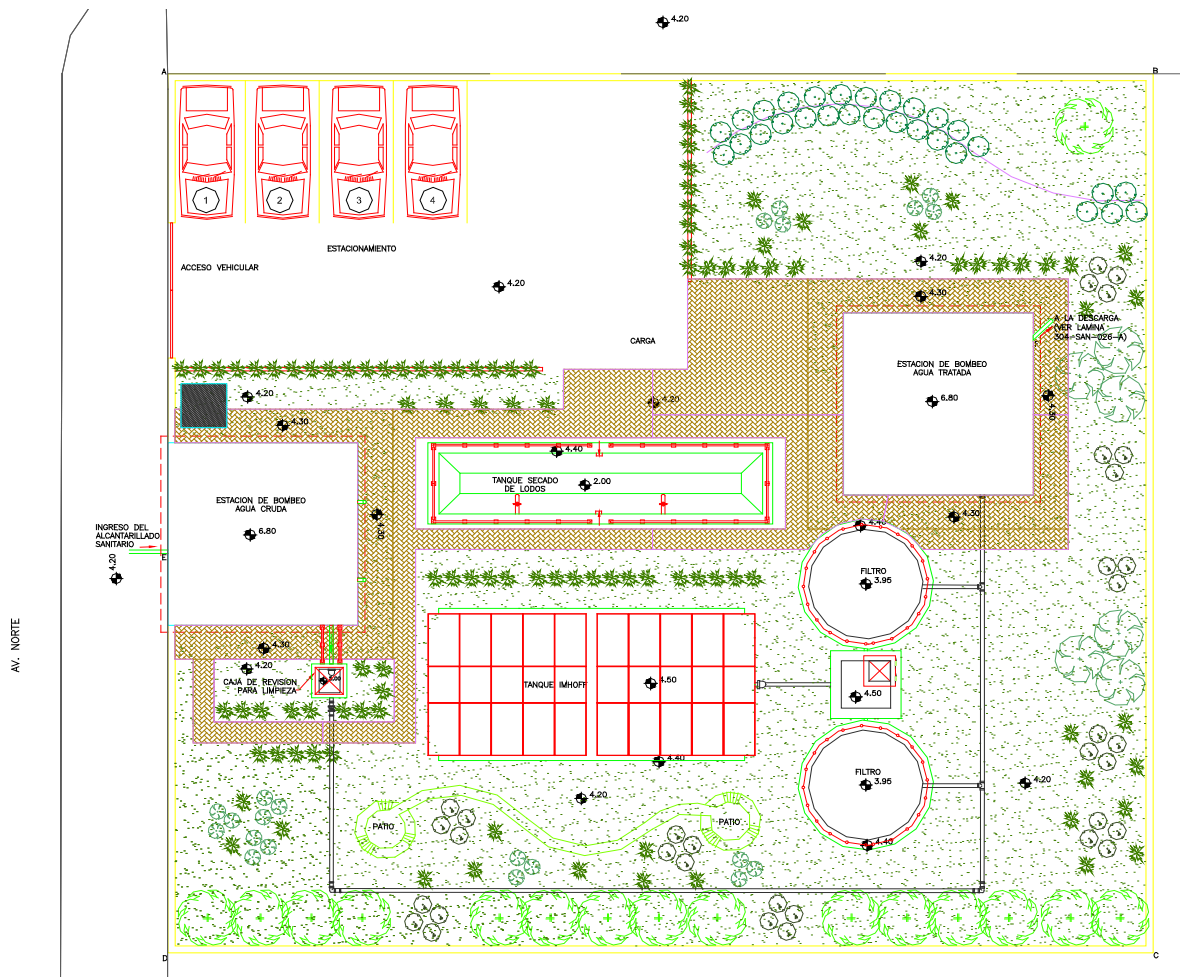 4.20
A
B
1
2
3
4
ESTACIONAMIENTO
ACCESO VEHICULAR
4.20
4.20
4.30
A LA DESCARGA
(VER LAMINA
304-SAN-026-A)
F
CARGA
ESTACION DE BOMBEO
AGUA TRATADA
6.80
4.30
4.20
4.20
4.30
4.40
TANQUE SECADO
DE LODOS
2.00
ESTACION DE BOMBEO
AGUA CRUDA
6.80
4.30
4.30
4.40
INGRESO DEL
ALCANTARILLADO
SANITARIO
E
4.20
FILTRO
3.95
AV. NORTE
4.30
4.20
CAJA DE REVISION
PARA LIMPIEZA
TANQUE IMHOFF
4.50
4.50
4.40
FILTRO
3.95
4.20
4.20
PATIO
PATIO
4.40
D
C